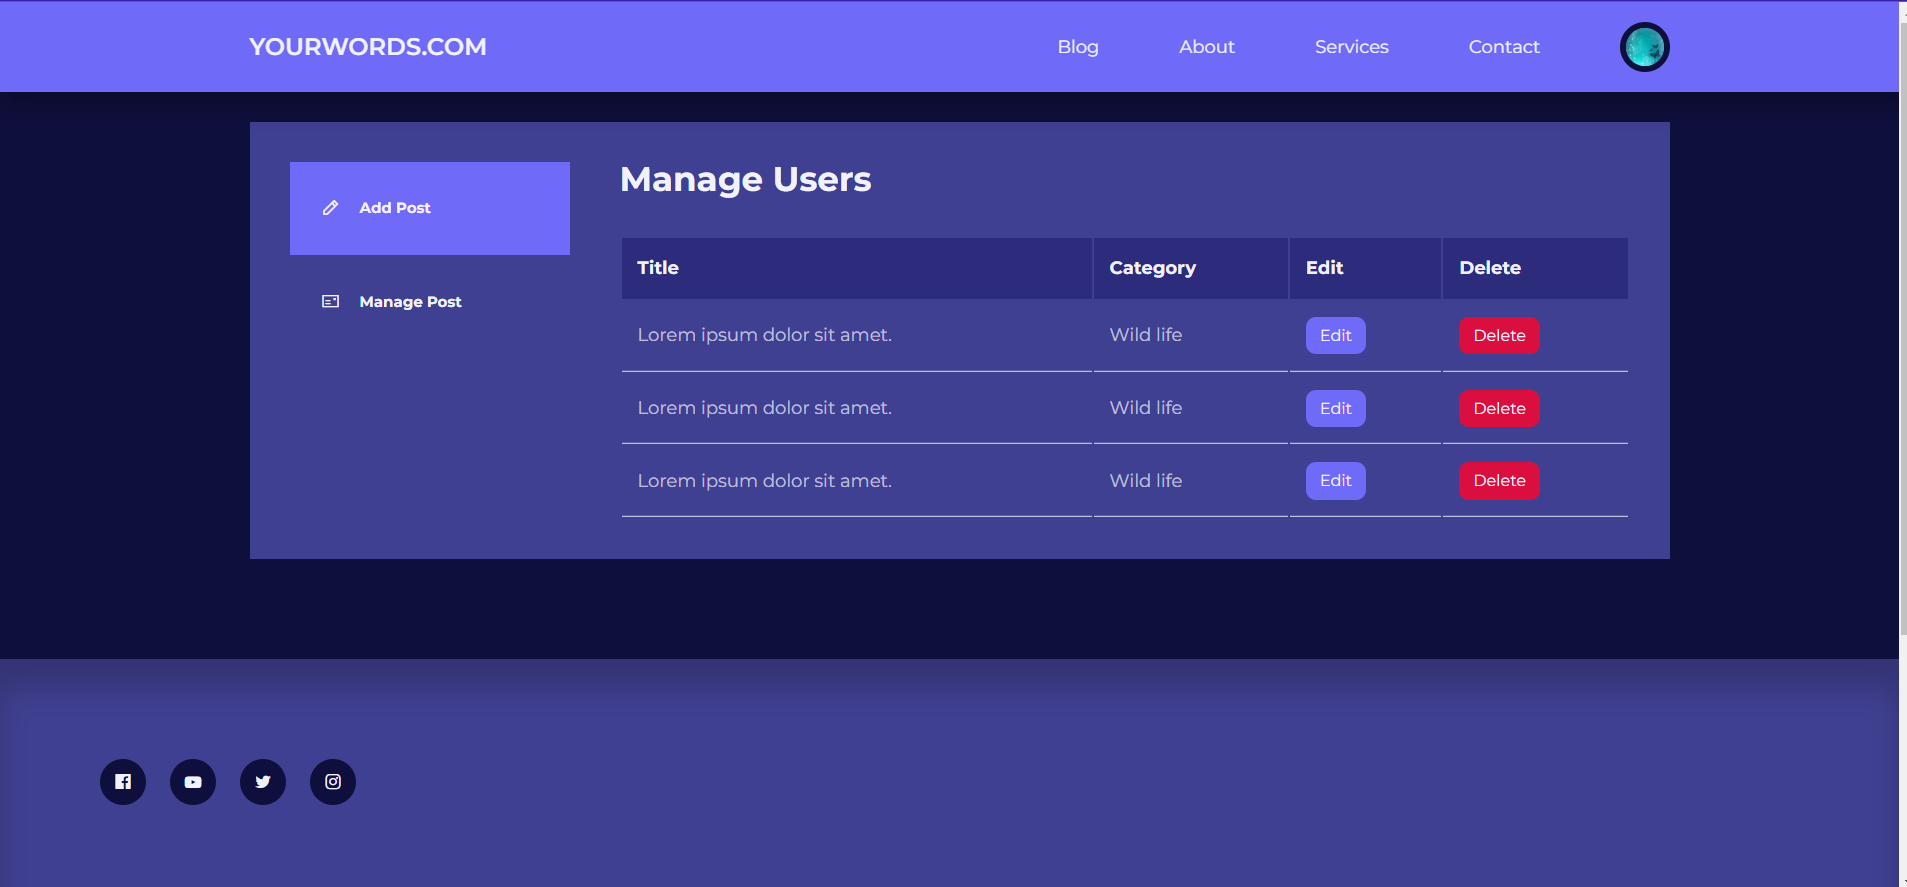 YOURWORDS.COM Blog About Services Contact
Add Post
Manage Post
Manage Users
Title Category Edit Delete
Lorem ipsum dolor sit amet. Wild life Edit Delete
Lorem ipsum dolor sit amet. Wild life Edit Delete
Lorem ipsum dolor sit amet. Wild life Edit Delete